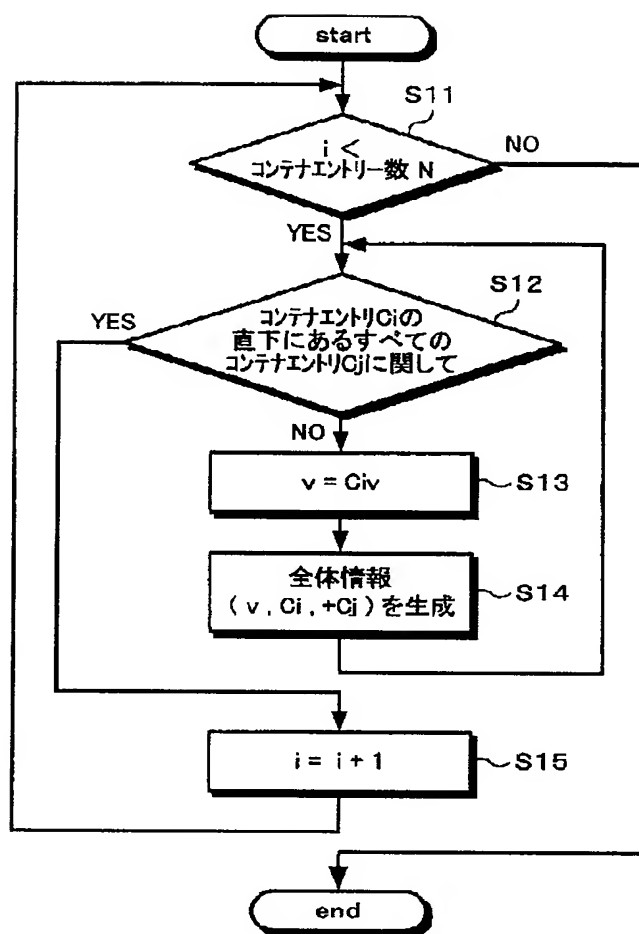 start
S11
i <
コンテナエントリー数 N
NO
YES
S12
YES
コンテナエントリCiの
直下にあるすべての
コンテナエントリCjに関して
NO
v = Civ
S13
全体情報
( v , Ci , +Cj ) を生成
S14
i = i + 1
S15
end